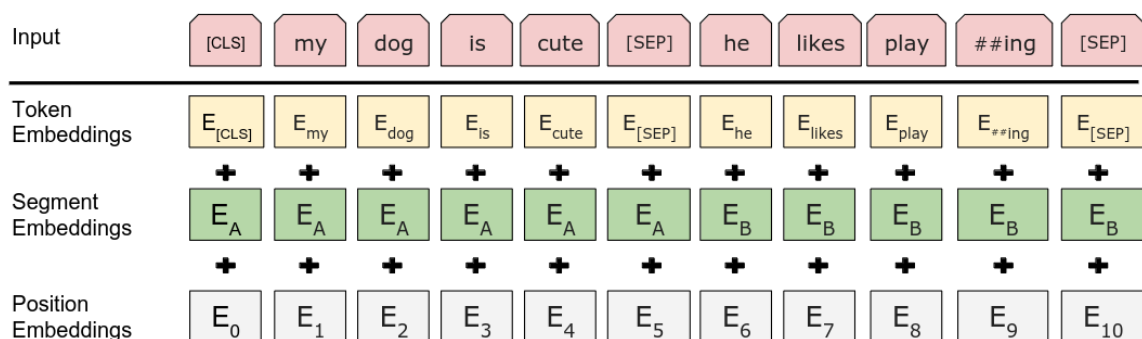 Input [CLS] my dog is cute [SEP] he likes play ##ing [SEP]
Token
Embeddings E[CLS] Emy Edog Eis Ecute E[SEP] Ehe Elikes Eplay E##ing E[SEP]
+ + + + + + + + + + +
Segment
Embeddings EA EA EA EA EA EA EB EB EB EB EB
+ + + + + + + + + + +
Position
Embeddings E0 E1 E2 E3 E4 E5 E6 E7 E8 E9 E10